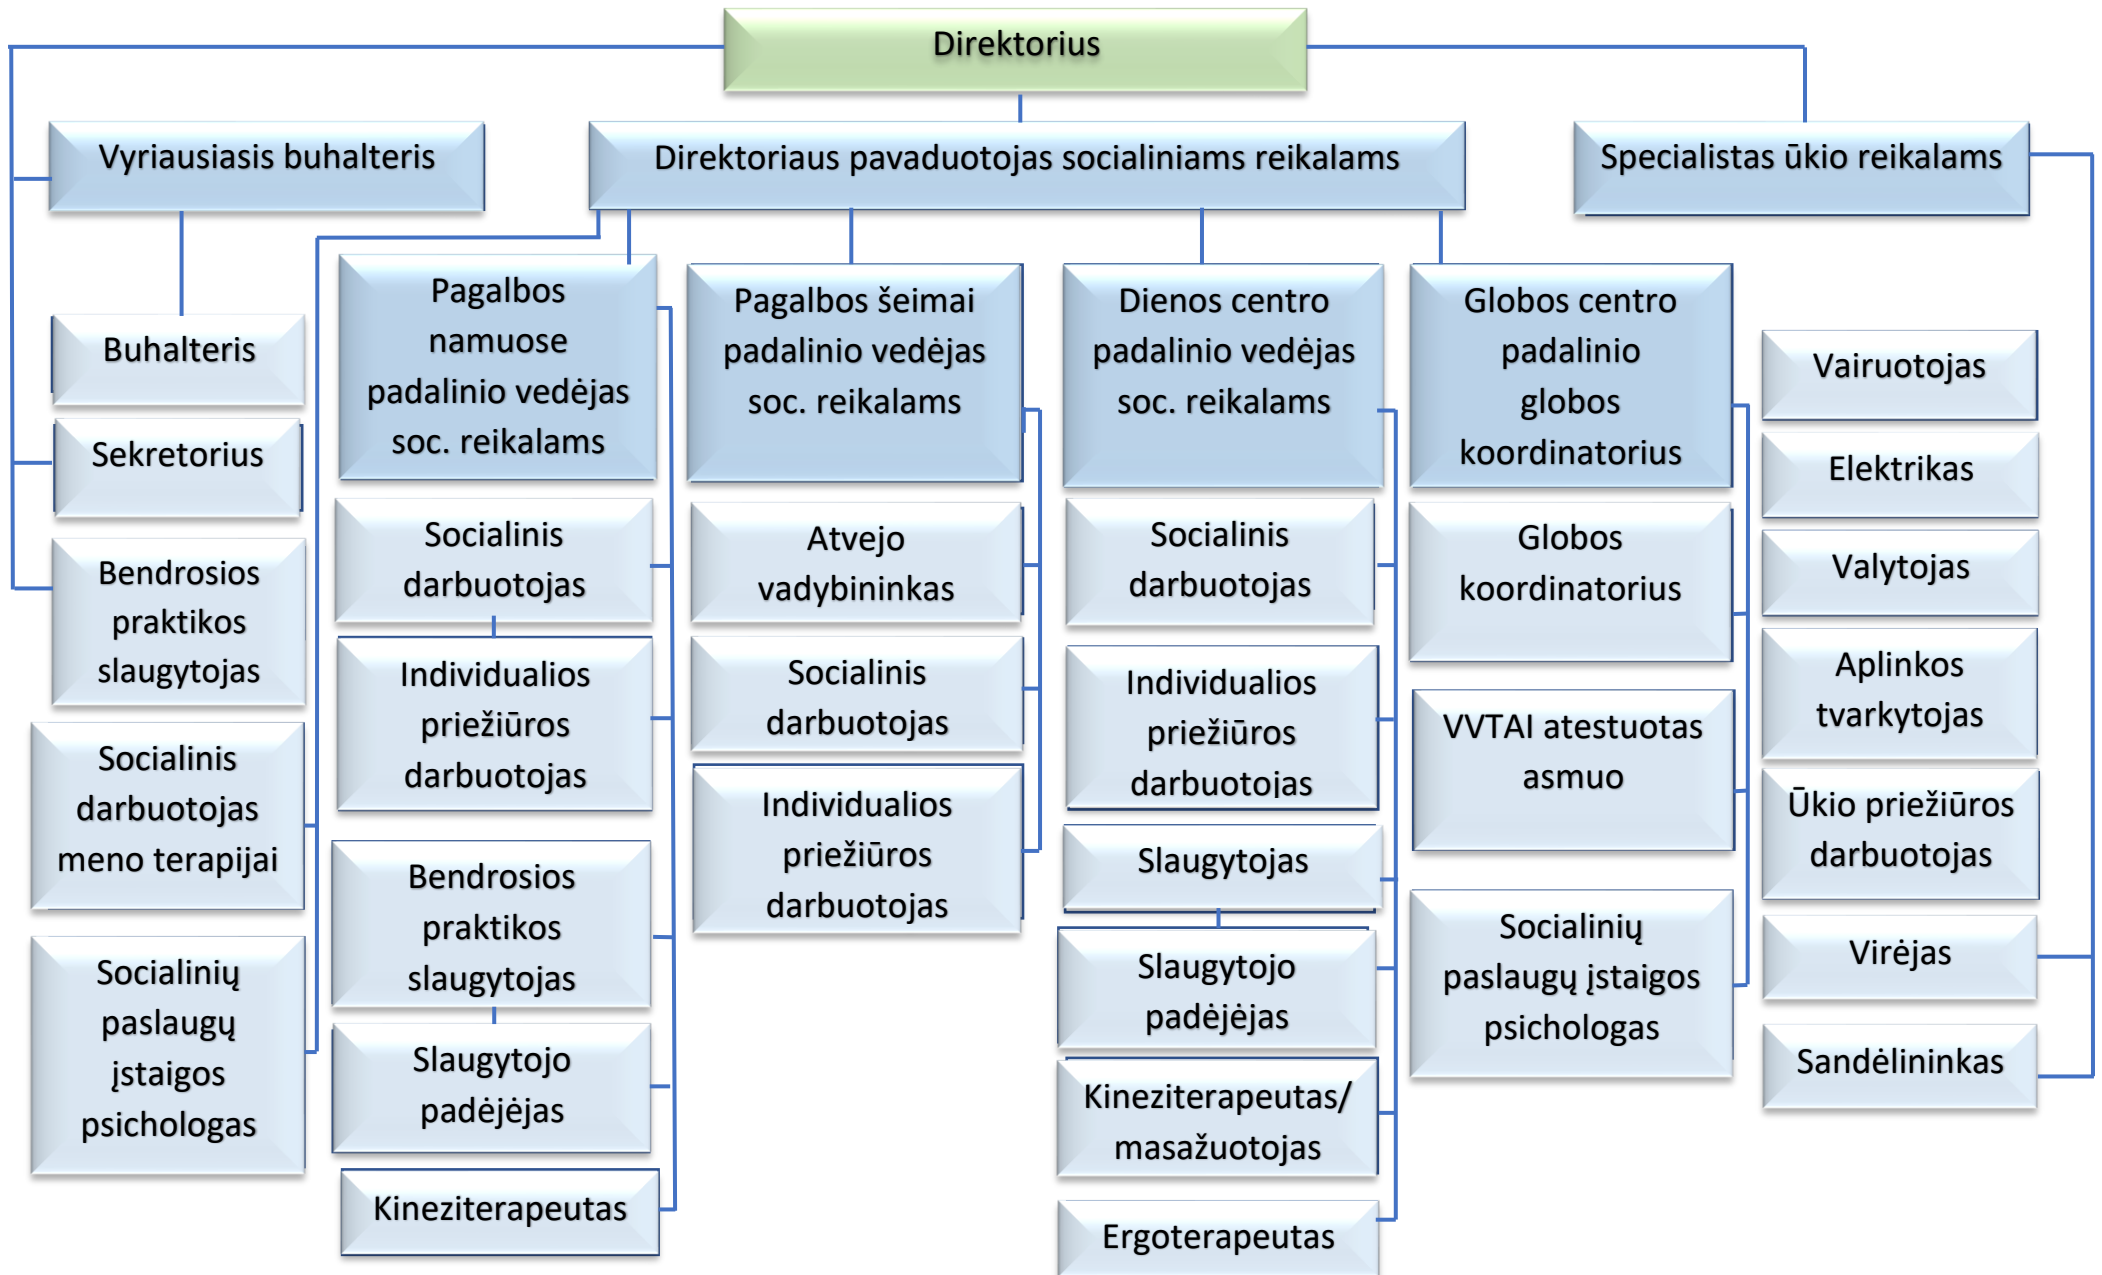 Direktorius
Vyriausiasis buhalteris
Direktoriaus pavaduotojas socialiniams reikalams
Specialistas ūkio reikalams
Buhalteris
Sekretorius
Bendrosios
praktikos
slaugytojas
Socialinis
darbuotojas
meno terapijai
Socialinių
paslaugų
įstaigos
psichologas
Pagalbos
namuose
padalinio vedėjas
soc. reikalams
Socialinis
darbuotojas
Individualios
priežiūros
darbuotojas
Bendrosios
praktikos
slaugytojas
Slaugytojo
padėjėjas
Kineziterapeutas
Pagalbos šeimai
padalinio vedėjas
soc. reikalams
Atvejo
vadybininkas
Socialinis
darbuotojas
Individualios
priežiūros
darbuotojas
Dienos centro
padalinio vedėjas
soc. reikalams
Socialinis
darbuotojas
Individualios
priežiūros
darbuotojas
Slaugytojas
Slaugytojo
padėjėjas
Kineziterapeutas/
masažuotojas
Ergoterapeutas
Globos centro
padalinio
globos
koordinatorius
Globos
koordinatorius
VVTAI atestuotas
asmuo
Socialinių
paslaugų įstaigos
psichologas
Vairuotojas
Elektrikas
Valytojas
Aplinkos
tvarkytojas
Ūkio priežiūros
darbuotojas
Virėjas
Sandėlininkas